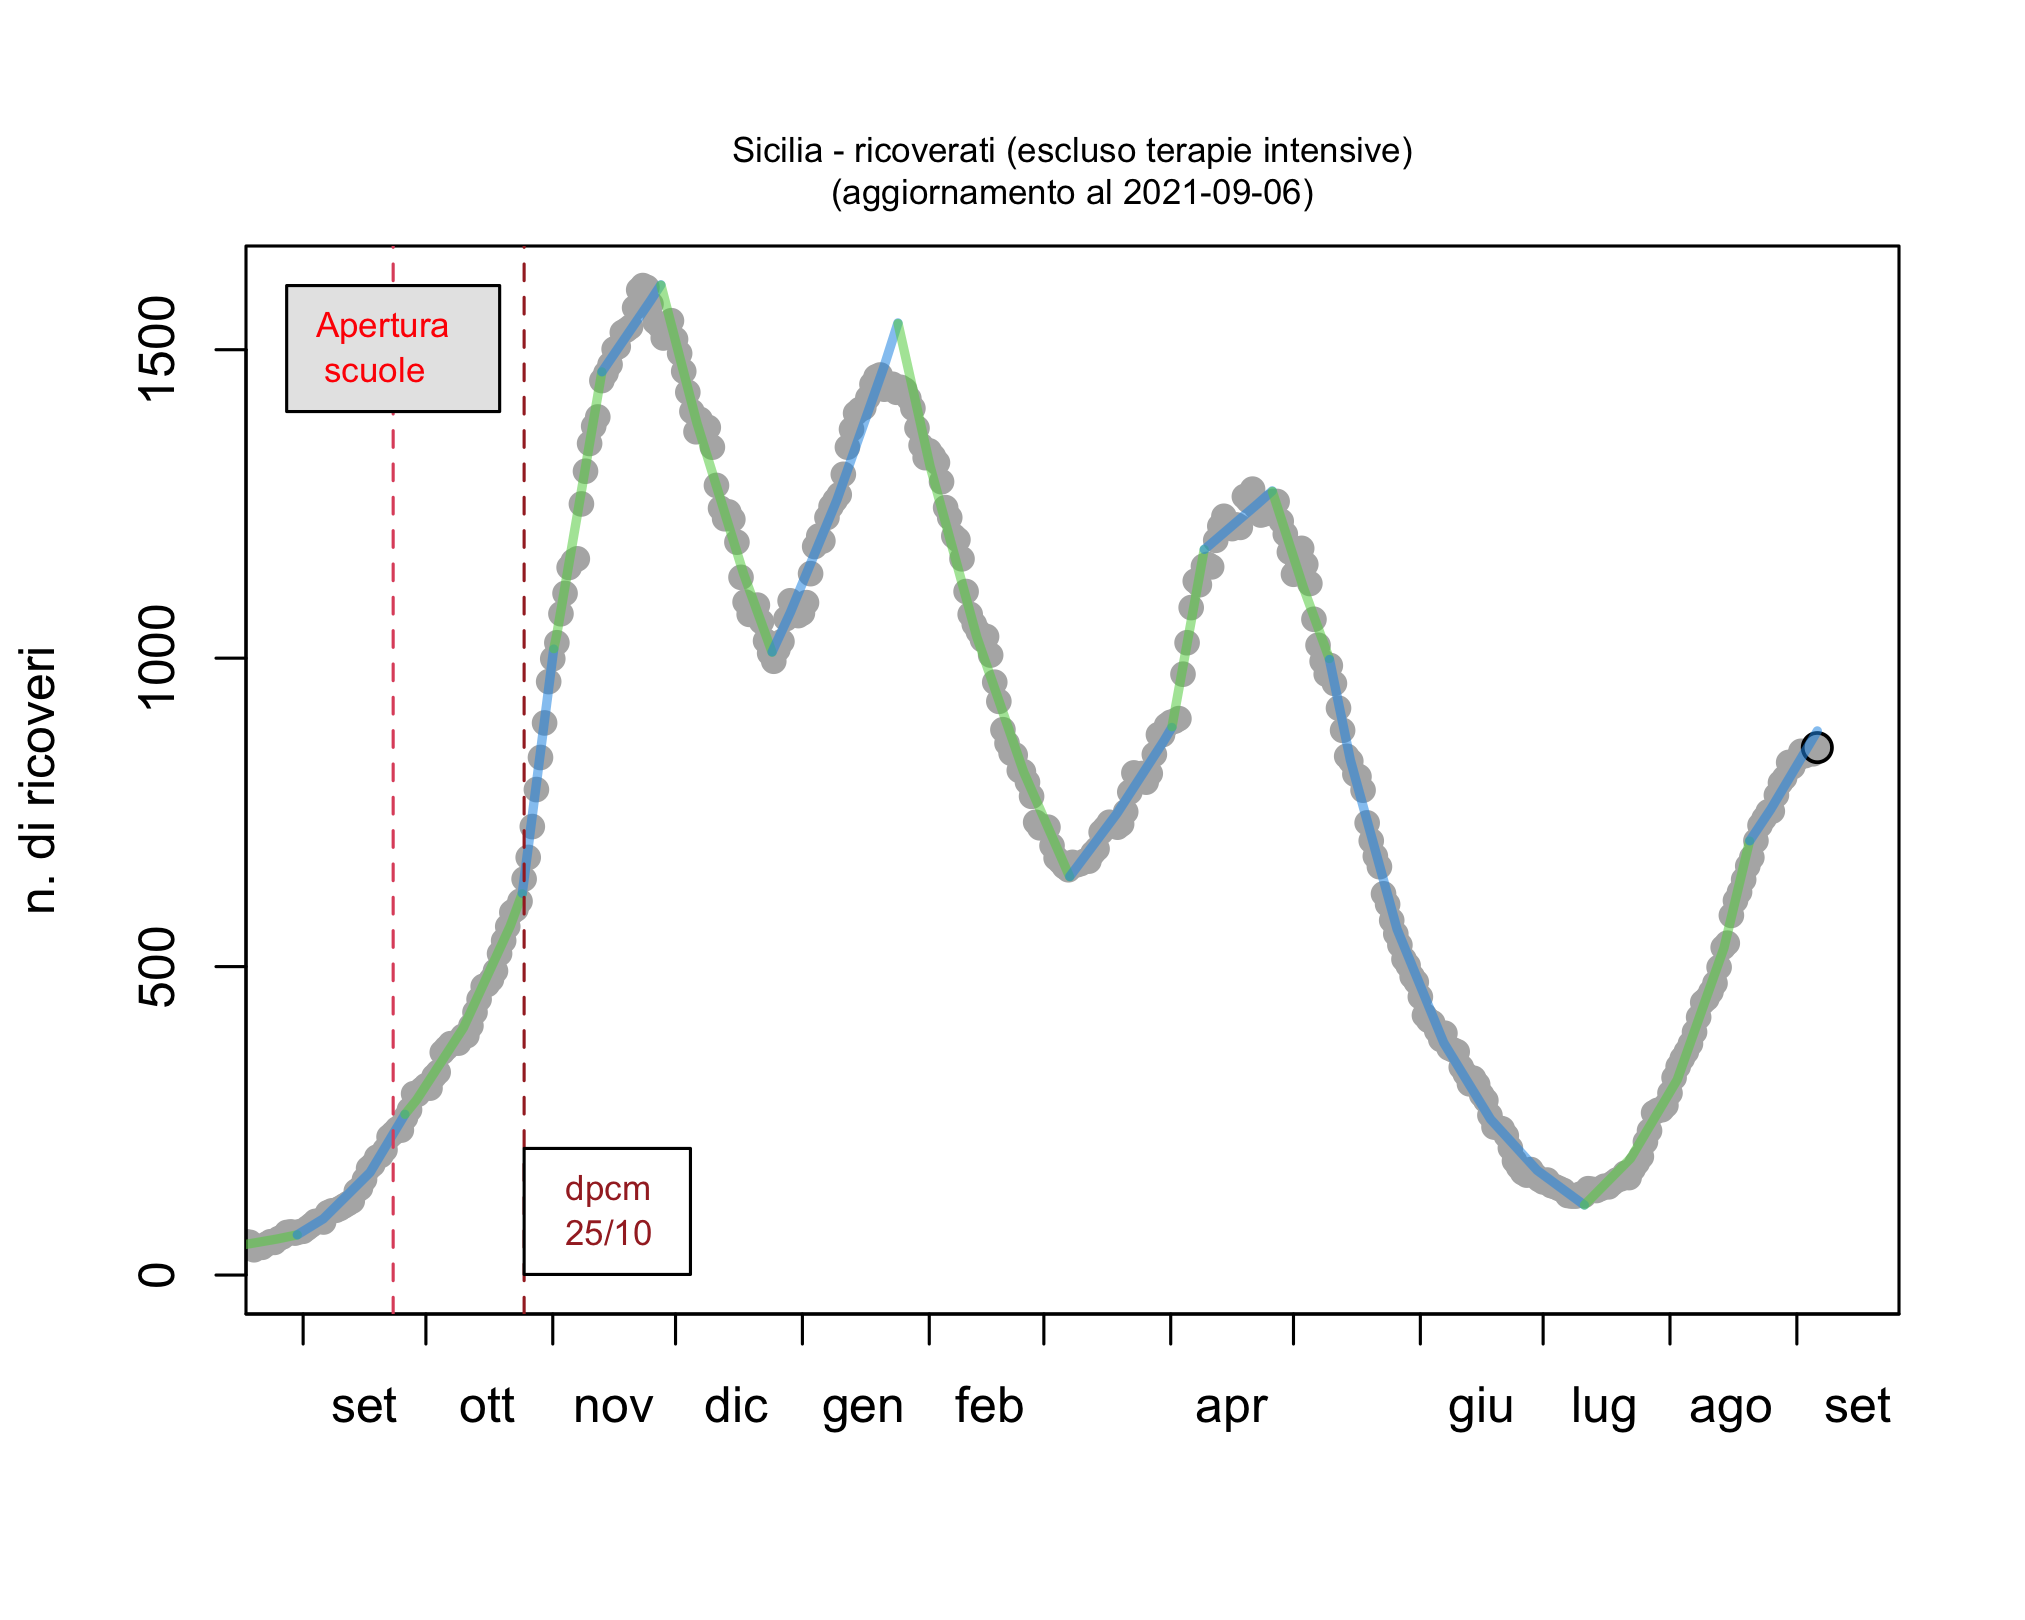 Sicilia - ricoverati (escluso terapie intensive)
(aggiornamento al 2021-09-06)
n. di ricoveri
1500
1000
500
0
Apertura
scuole
dpcm
25/10
set ott nov dic gen feb apr giu lug ago set